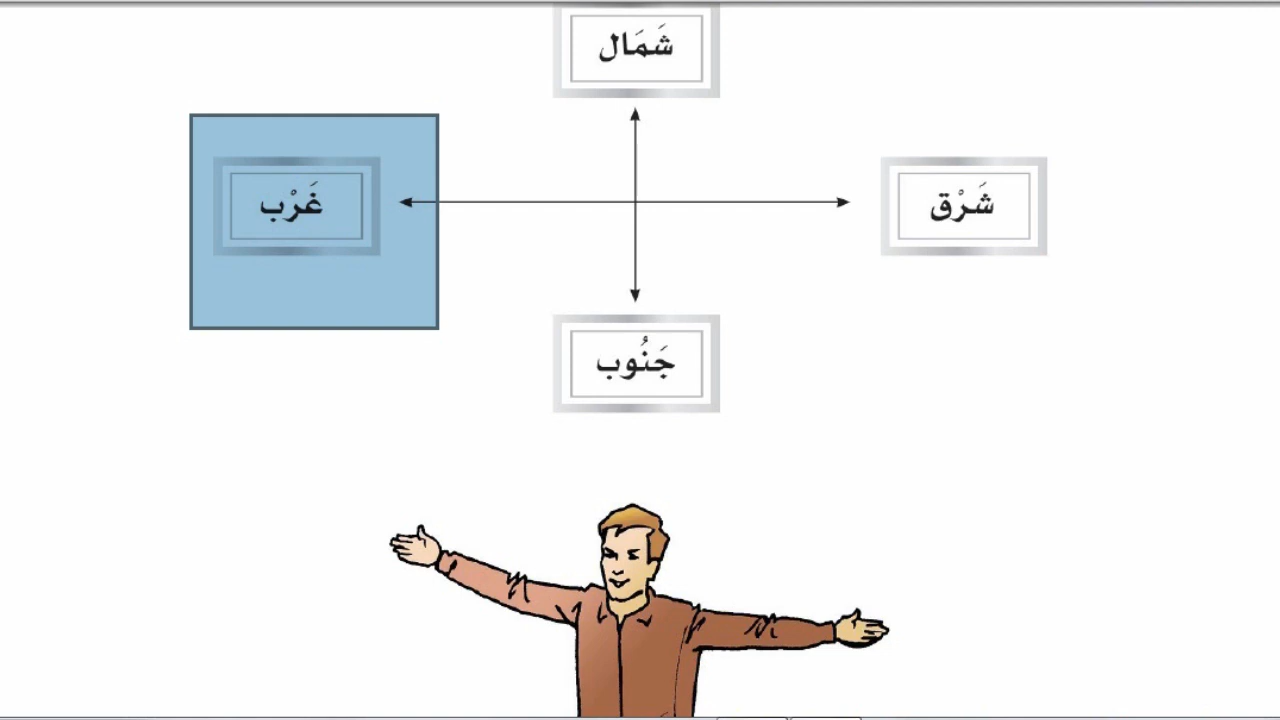 شَمَال
شَرْق
غَرْب
جَنُوب